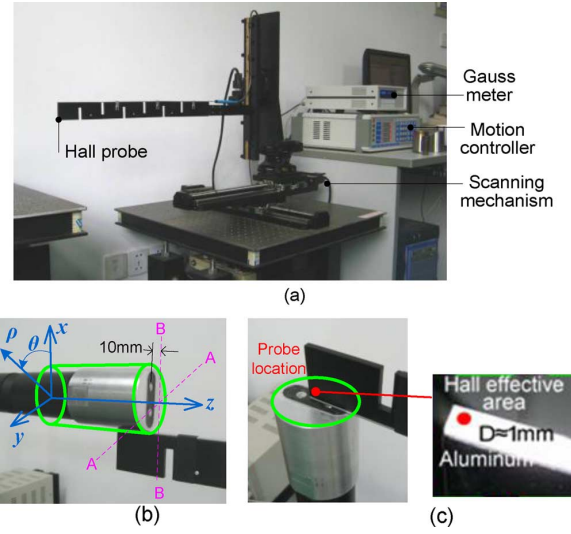 Gauss
meter
Hall probe
Motion
controller
Scanning
mechanism
(a)
ρ
θ
x
10mm
B
A
z
y
A
B
(b)
Probe
location
Hall effective
area
D≈1mm
Aluminum
(c)